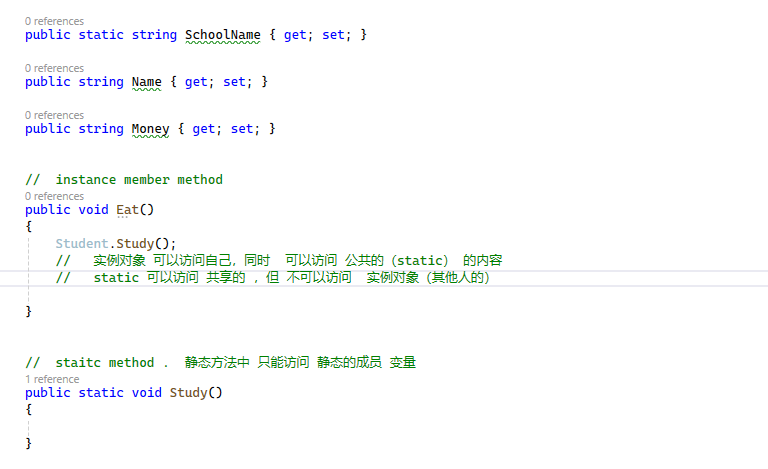 0 references
public static string SchoolName { get; set; }
0 references
public string Name { get; set; }
0 references
public string Money { get; set; }
//  instance member method
0 references
public void Eat()
{
Student.Study();
//   实例对象 可以访问自己，同时  可以访问 公共的（static） 的内容
//   static 可以访问 共享的 ，但 不可以访问  实例对象（其他人的）
}
//  staitc method .  静态方法中 只能访问 静态的成员 变量
1 reference
public static void Study()
{
}